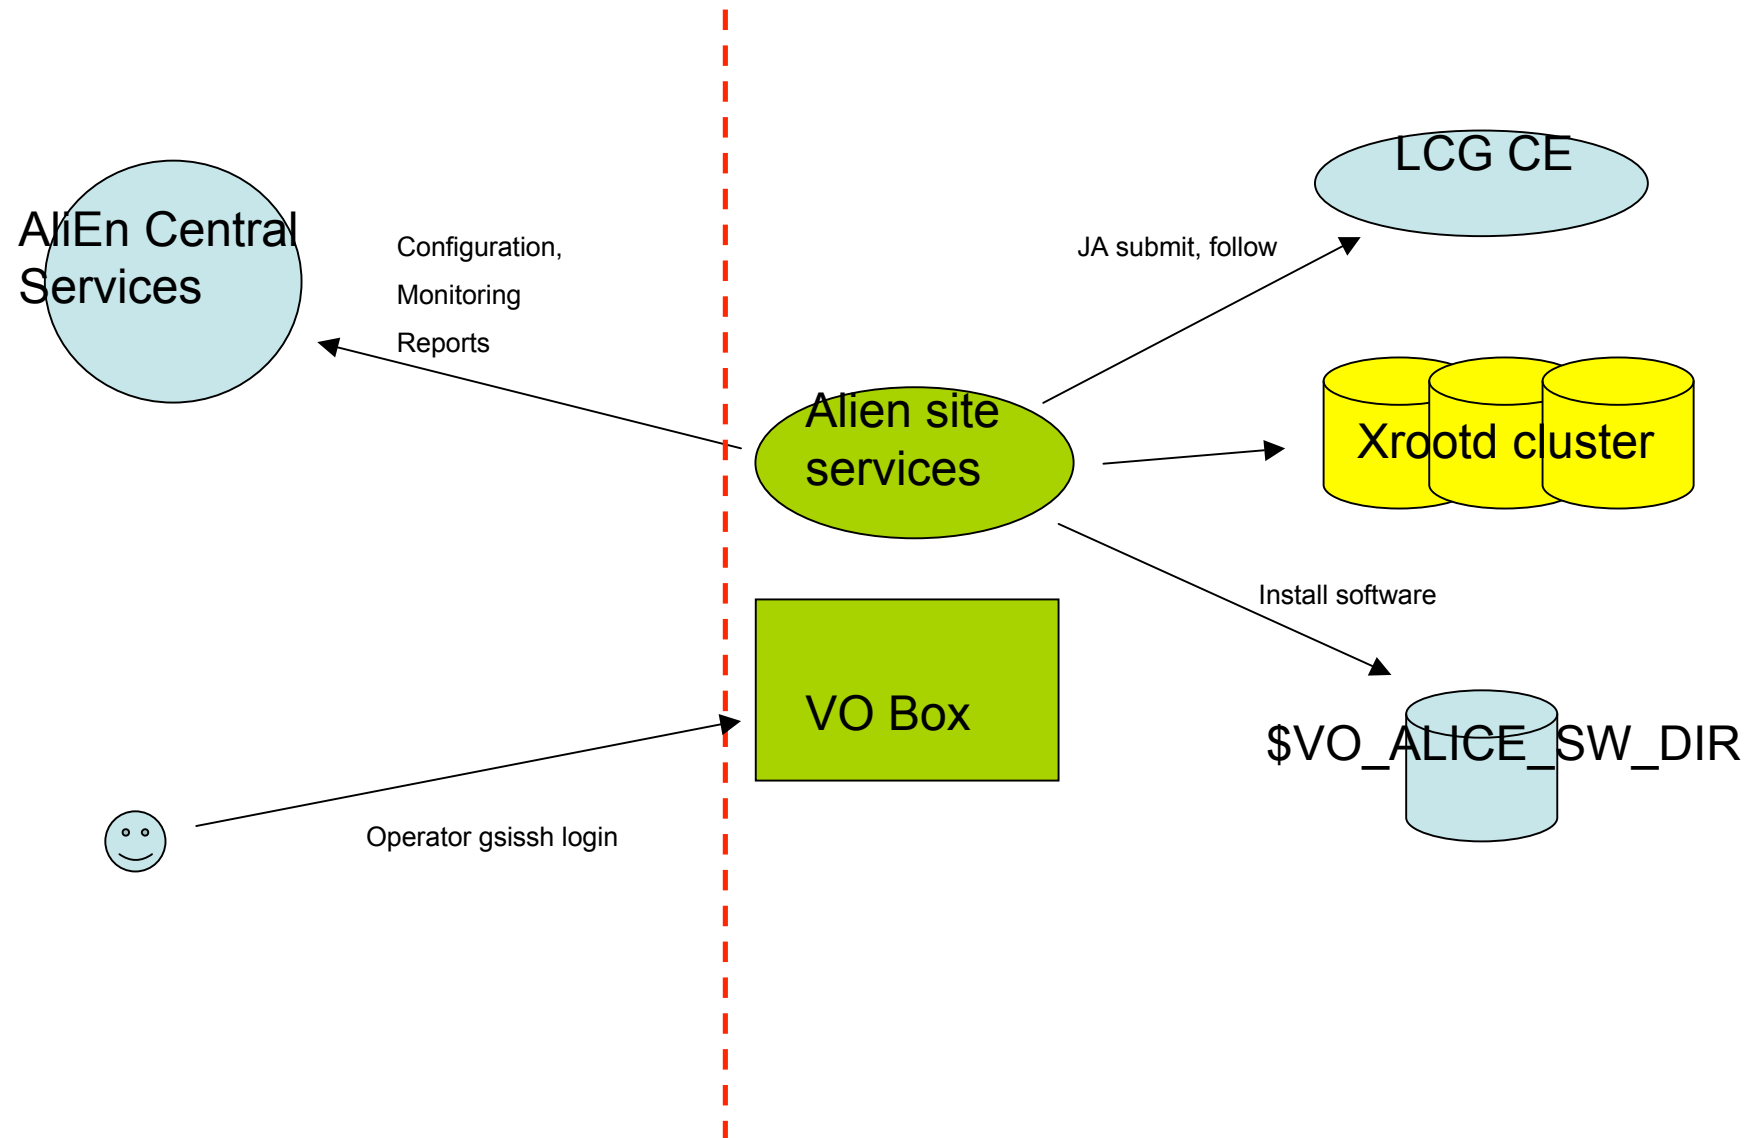 AliEn Central
Services
Configuration,
Monitoring
Reports
JA submit, follow
LCG CE
Alien site
services
Xrootd cluster
Install software
VO Box
$VO_ALICE_SW_DIR
Operator gsissh login